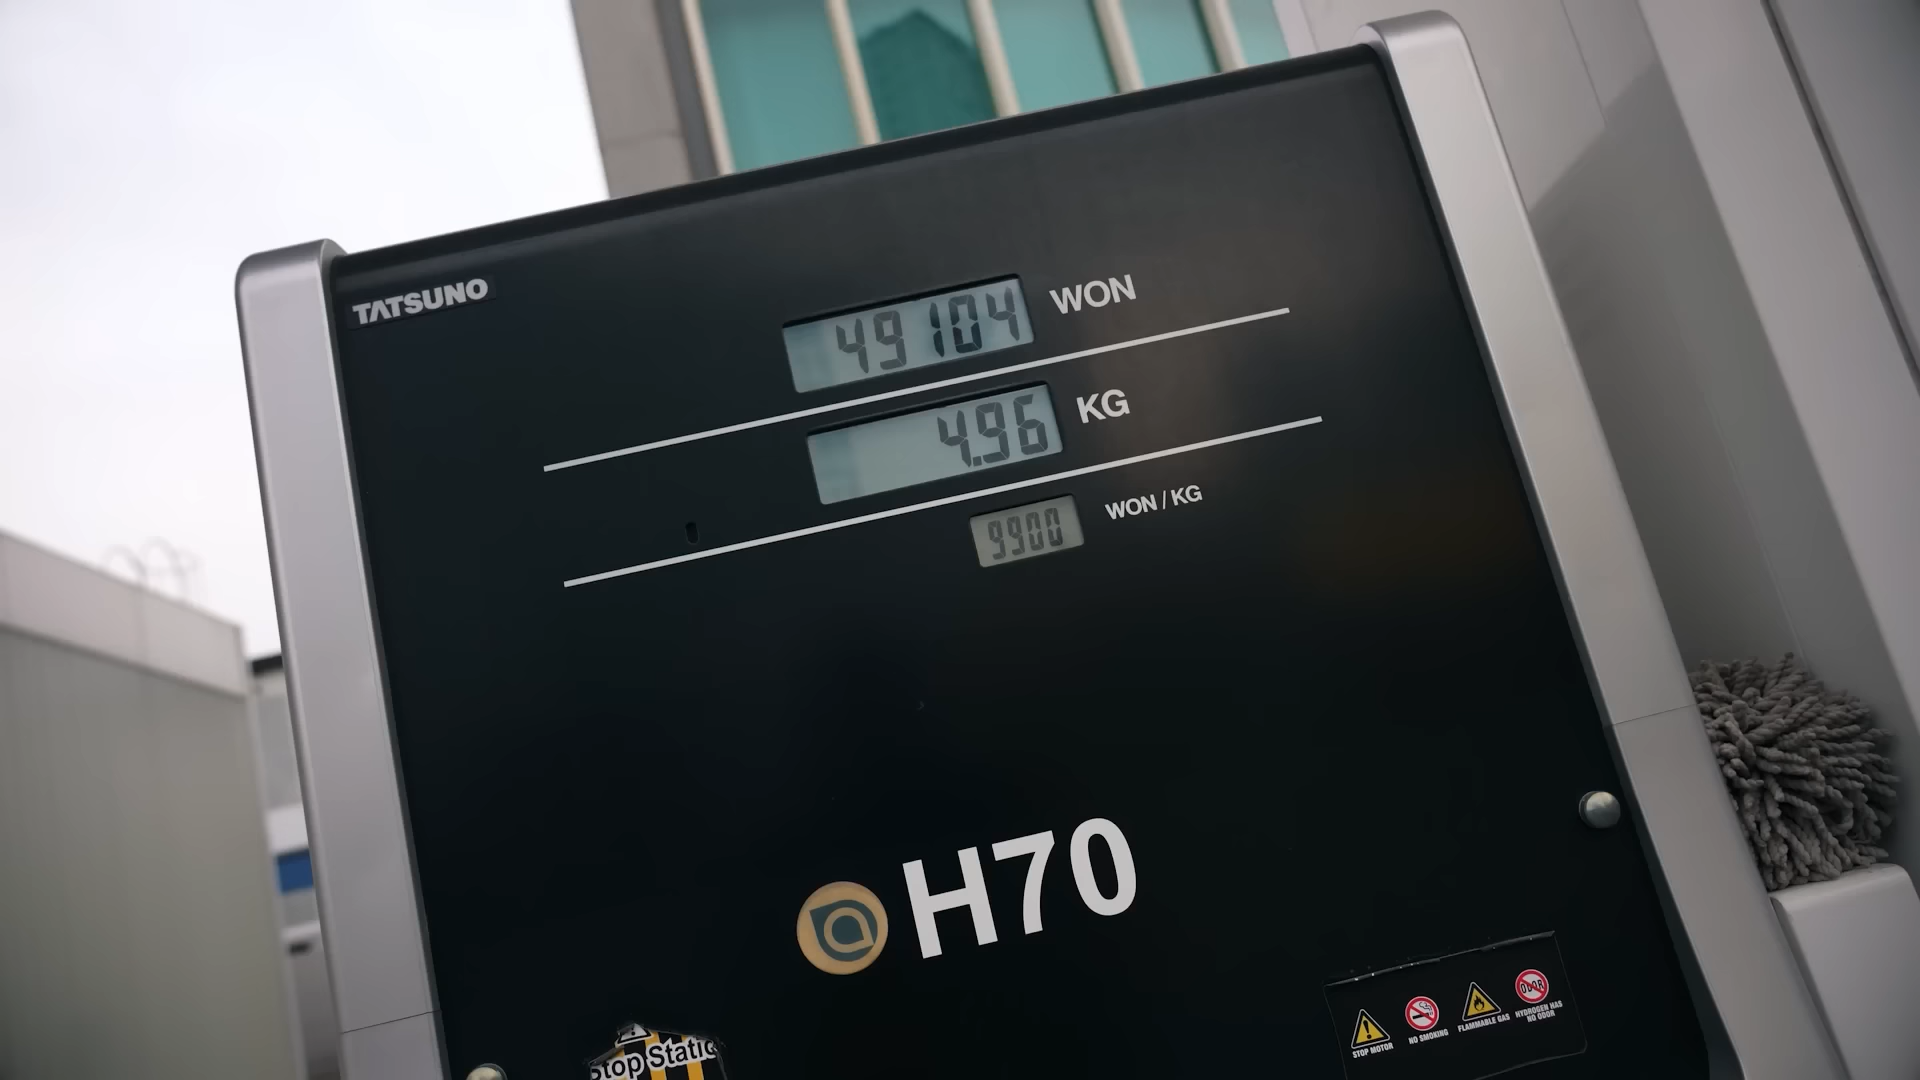 TATSUNO
49104 WON
4.96 KG
9900 WON/KG
H70
STOP MOTOR
NO SMOKING
FLAMMABLE GAS
ODOR
HYDROGEN HAS
NO ODOR
Stop Static